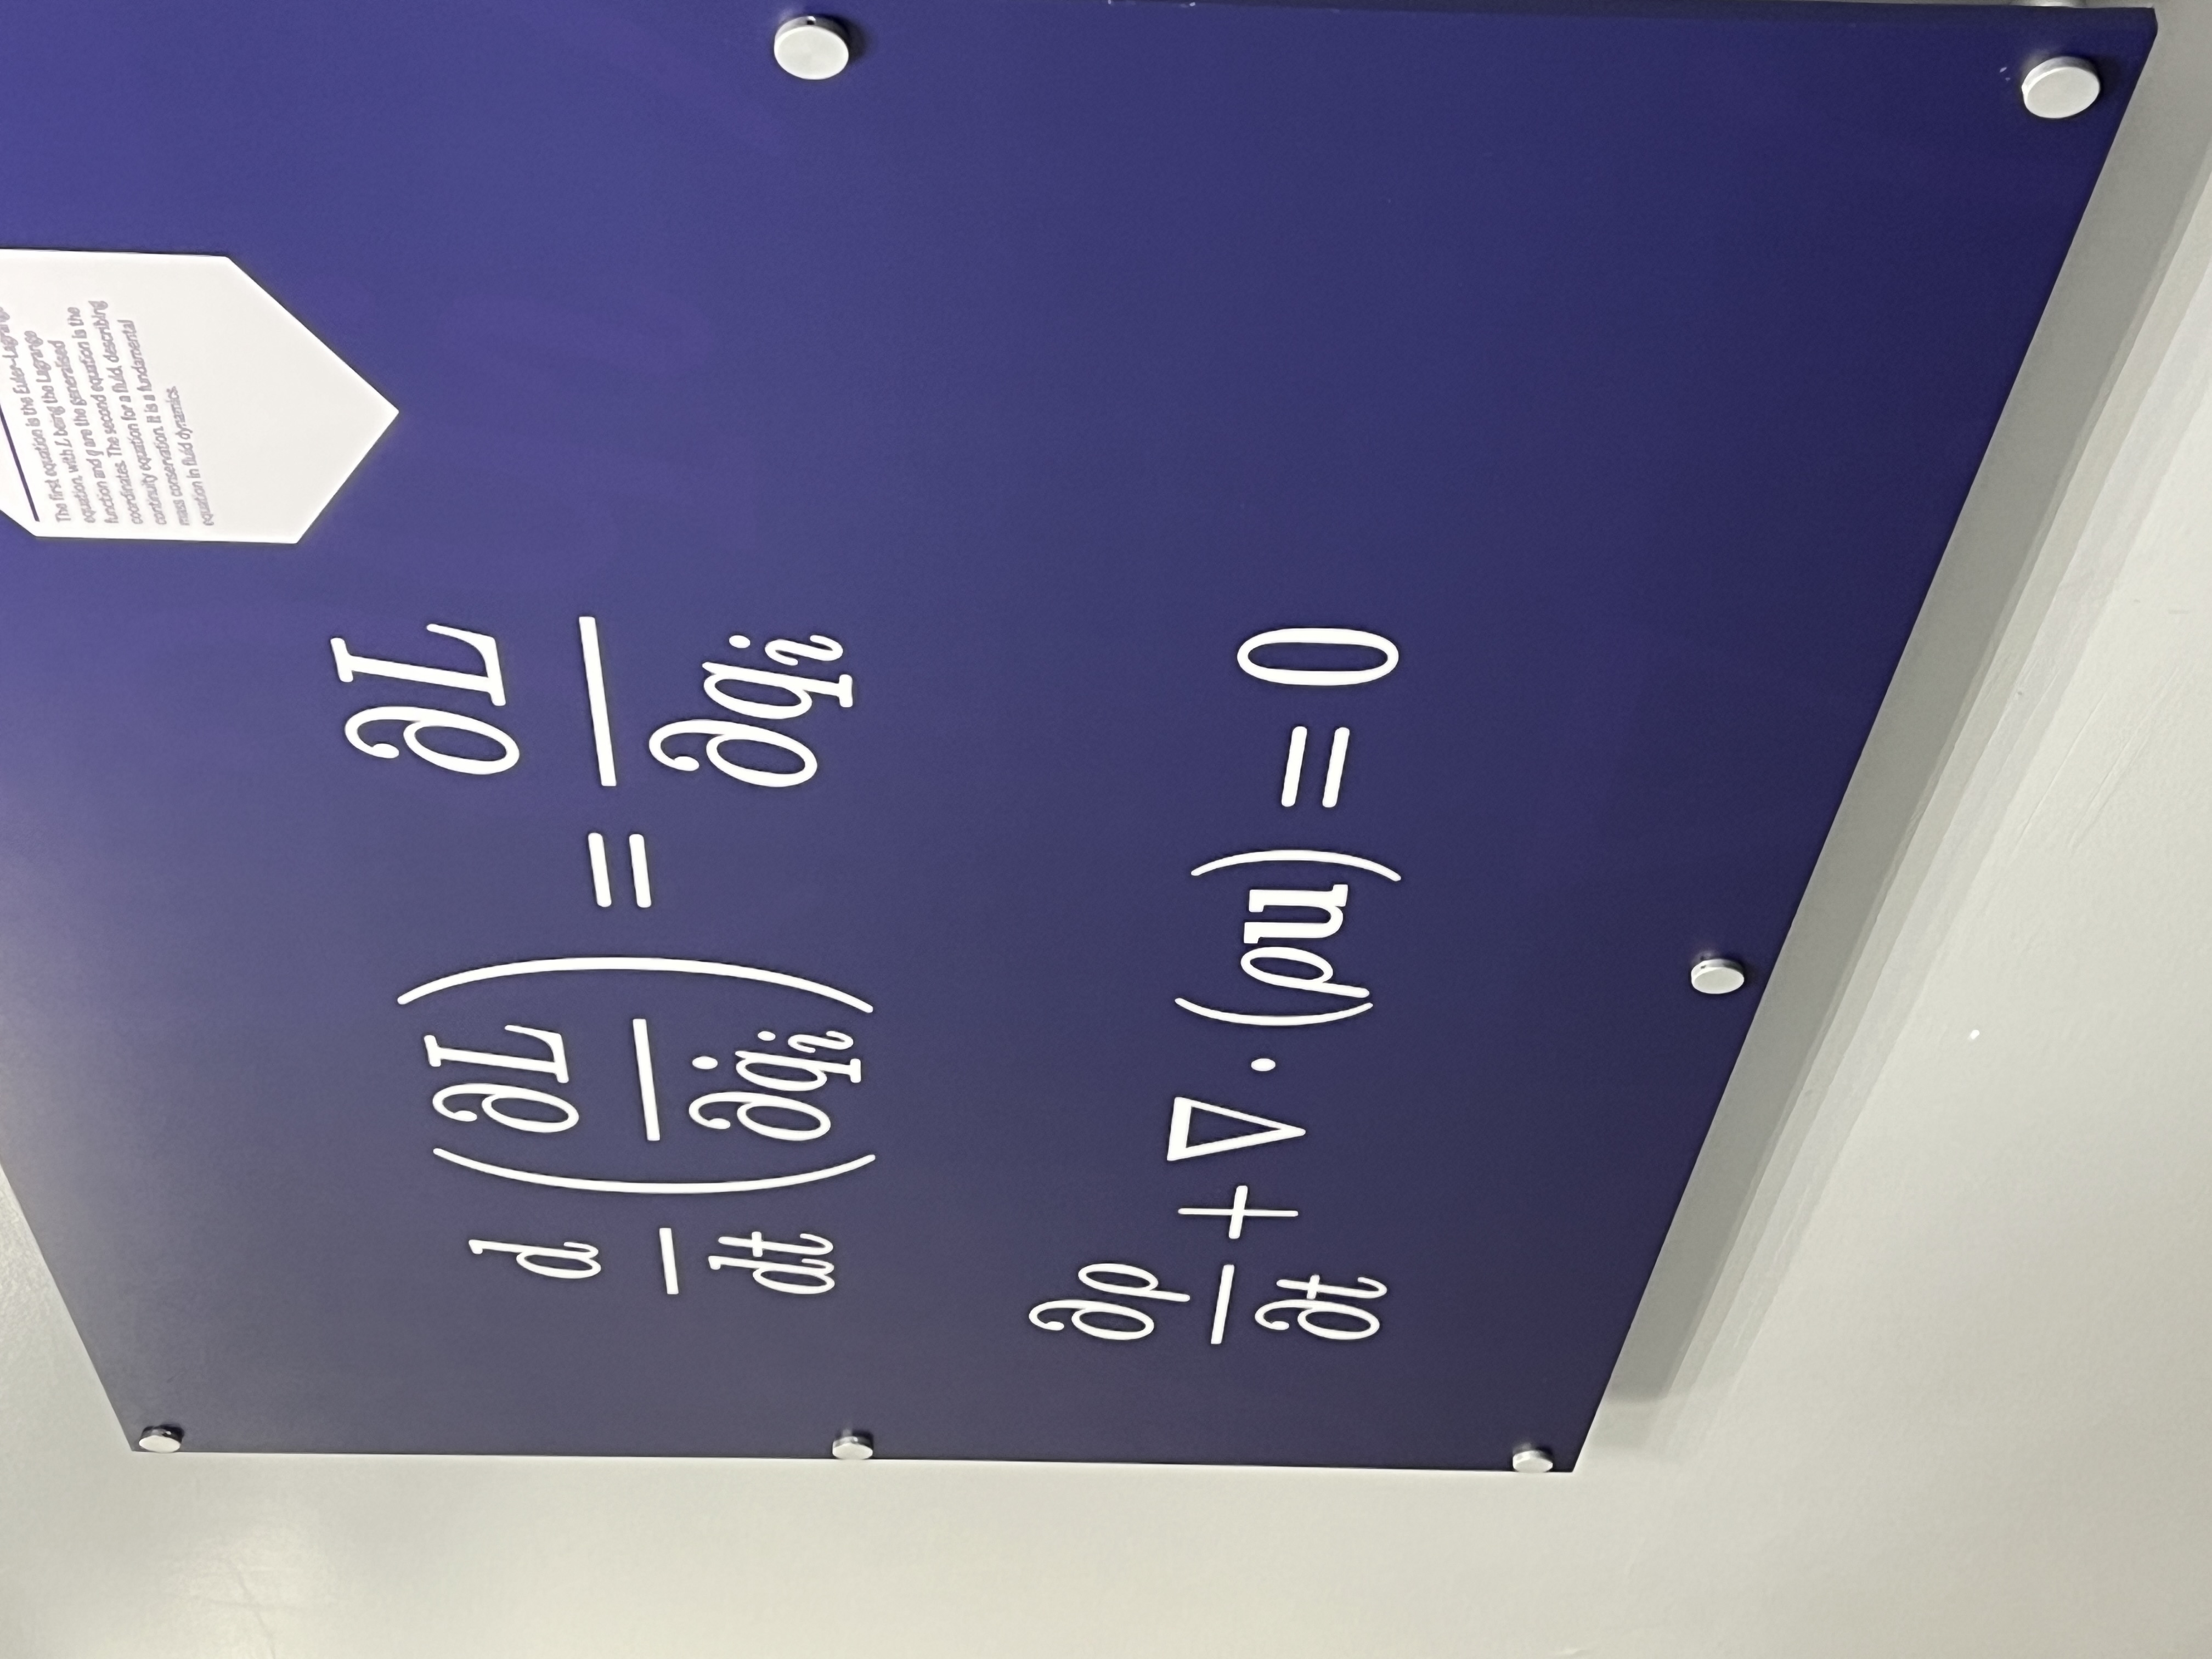 The first equation is the Euler–Lagrange
equation, with L being the Lagrange
function and q are the generalised
coordinates. The second equation is the
continuity equation for a fluid, describing
mass conservation. It is a fundamental
equation in fluid dynamics.
d/dt (∂L/∂q̇ᵢ) = ∂L/∂qᵢ
∂ρ/∂t + ∇ · (ρu) = 0